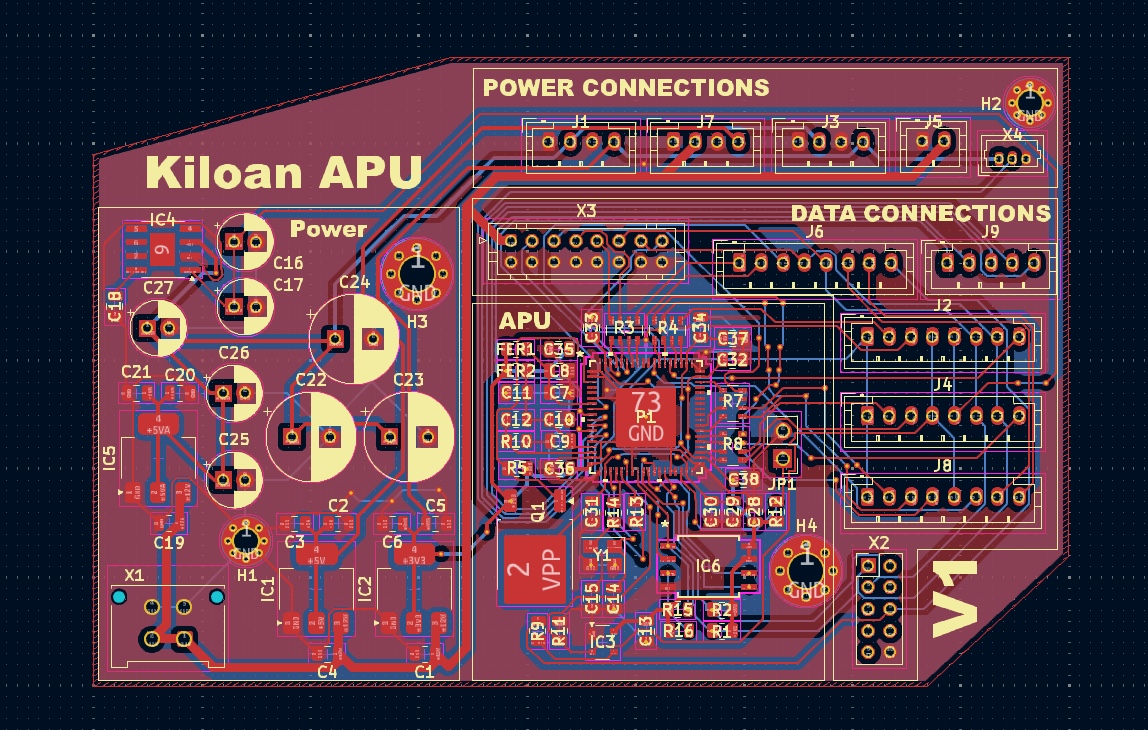 POWER CONNECTIONS
H2
1
GND
J1
J7
J3
J5
X4
Kiloan APU
IC4
9
Power
C16
C17
C18
C27
C24
1
GND
H3
C26
C21
C20
C22
C23
4
+5VA
C25
IC5
C19
C2
C5
C3
C6
H1
GND
4
+5V
4
+3V3
IC1
IC2
X1
C4
C1
X3
DATA CONNECTIONS
J6
J9
J2
J4
J8
APU
C33
R3
R4
C34
C37
C32
FER1
C35
FER2
C8
C11
C7
C12
C10
R10
C9
R5
C36
73
P1
GND
R7
R8
C38
JP1
Q1
C31
R14
R13
C30
C29
C28
R12
H4
1
GND
X2
2
VPP
Y1
IC6
C15
C14
R15
R2
R16
R1
R9
R11
IC3
C13
V1